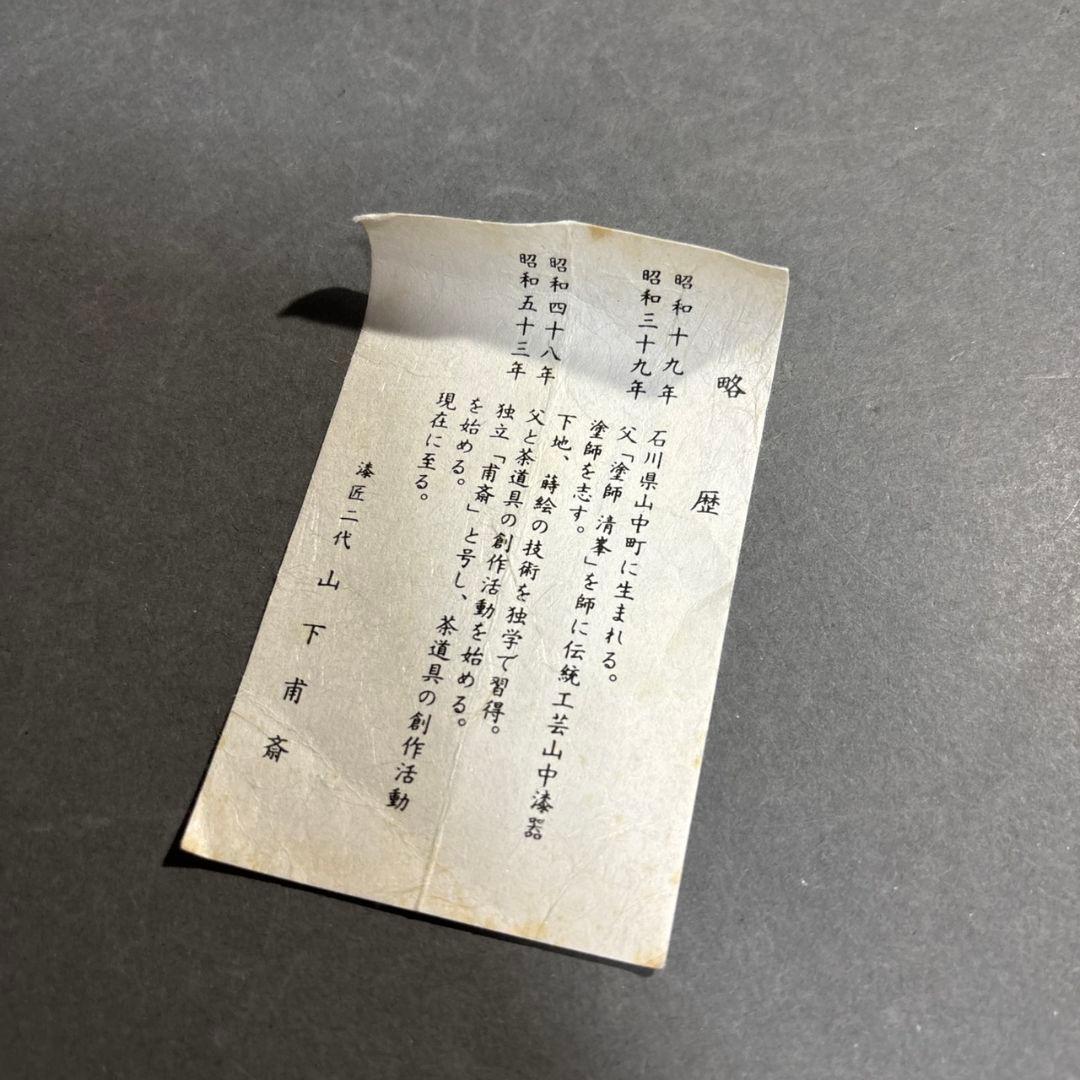 略歴
昭和十九年 石川県山中町に生まれる。
昭和三十九年 父「塗師 清峯」を師に伝統工芸山中漆器
塗師を志す。
下地、蒔絵の技術を独学で習得。
昭和四十八年 父と茶道具の創作活動を始める。
昭和五十三年 独立「甫斎」と号し、茶道具の創作活動
を始める。
現在に至る。
漆匠二代 山下甫斎